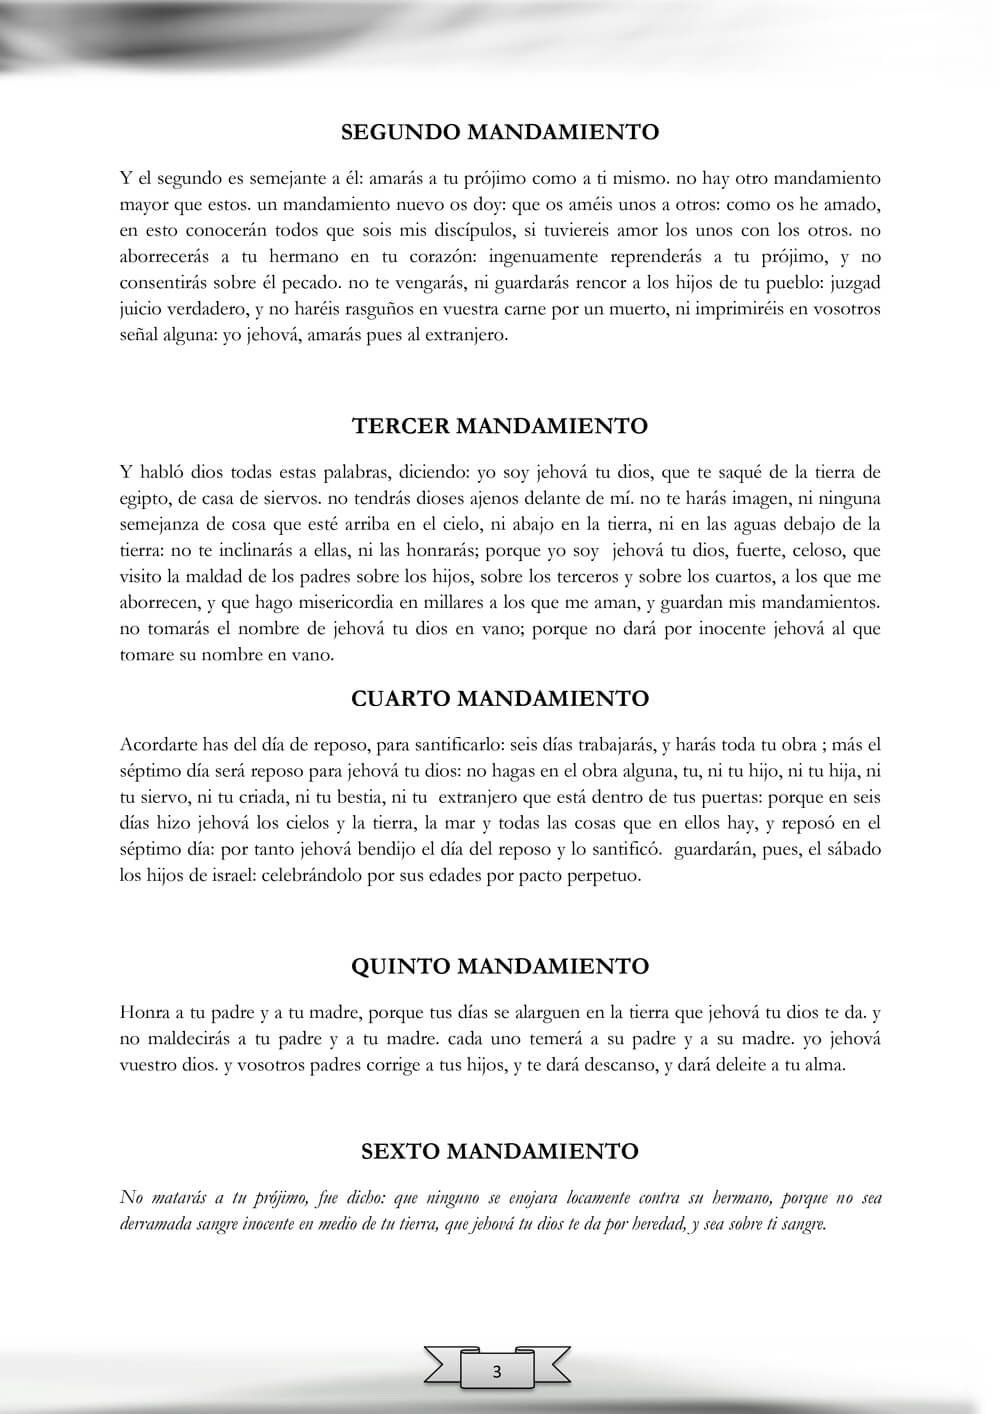 SEGUNDO MANDAMIENTO
Y el segundo es semejante a él: amarás a tu prójimo como a ti mismo. no hay otro mandamiento
mayor que estos. un mandamiento nuevo os doy: que os améis unos a otros: como os he amado,
en esto conocerán todos que sois mis discípulos, si tuviereis amor los unos con los otros. no
aborrecerás a tu hermano en tu corazón: ingenuamente reprenderás a tu prójimo, y no
consentirás sobre él pecado. no te vengarás, ni guardarás rencor a los hijos de tu pueblo: juzgad
juicio verdadero, y no haréis rasguños en vuestra carne por un muerto, ni imprimiréis en vosotros
señal alguna: yo jehová, amarás pues al extranjero.
TERCER MANDAMIENTO
Y habló dios todas estas palabras, diciendo: yo soy jehová tu dios, que te saqué de la tierra de
egipto, de casa de siervos. no tendrás dioses ajenos delante de mí. no te harás imagen, ni ninguna
semejanza de cosa que esté arriba en el cielo, ni abajo en la tierra, ni en las aguas debajo de la
tierra: no te inclinarás a ellas, ni las honrarás; porque yo soy jehová tu dios, fuerte, celoso, que
visito la maldad de los padres sobre los hijos, sobre los terceros y sobre los cuartos, a los que me
aborrecen, y que hago misericordia en millares a los que me aman, y guardan mis mandamientos.
no tomarás el nombre de jehová tu dios en vano; porque no dará por inocente jehová al que
tomare su nombre en vano.
CUARTO MANDAMIENTO
Acordarte has del día de reposo, para santificarlo: seis días trabajarás, y harás toda tu obra ; más el
séptimo día será reposo para jehová tu dios: no hagas en el obra alguna, tu, ni tu hijo, ni tu hija, ni
tu siervo, ni tu criada, ni tu bestia, ni tu extranjero que está dentro de tus puertas: porque en seis
días hizo jehová los cielos y la tierra, la mar y todas las cosas que en ellos hay, y reposó en el
séptimo día: por tanto jehová bendijo el día del reposo y lo santificó. guardarán, pues, el sábado
los hijos de israel: celebrándolo por sus edades por pacto perpetuo.
QUINTO MANDAMIENTO
Honra a tu padre y a tu madre, porque tus días se alarguen en la tierra que jehová tu dios te da. y
no maldecirás a tu padre y a tu madre. cada uno temerá a su padre y a su madre. yo jehová
vuestro dios. y vosotros padres corrige a tus hijos, y te dará descanso, y dará deleite a tu alma.
SEXTO MANDAMIENTO
No matarás a tu prójimo, fue dicho: que ninguno se enojara locamente contra su hermano, porque no sea
derramada sangre inocente en medio de tu tierra, que jehová tu dios te da por heredad, y sea sobre ti sangre.
3